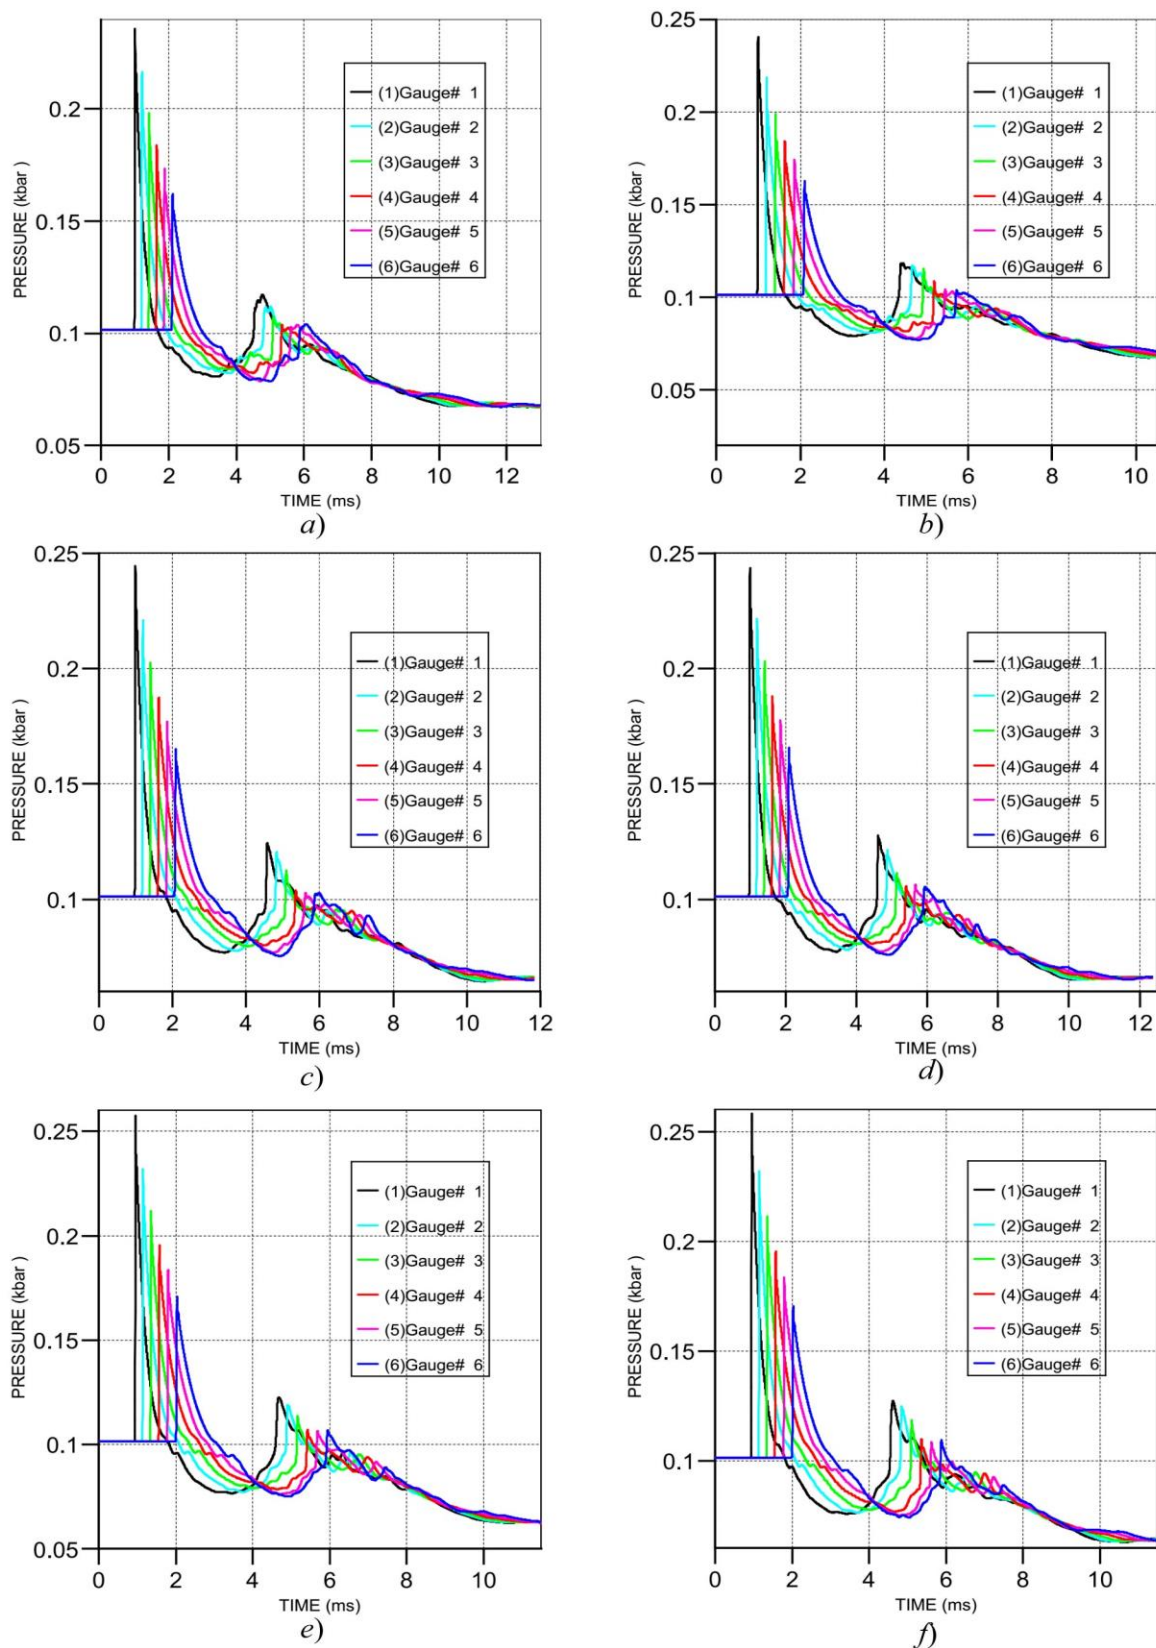 PRESSURE (kbar )
0.2
0.15
0.1
0.05
(1)Gauge# 1
(2)Gauge# 2
(3)Gauge# 3
(4)Gauge# 4
(5)Gauge# 5
(6)Gauge# 6
0 2 4 6 8 10 12
TIME (ms)
a)
PRESSURE (kbar )
0.25
0.2
0.15
0.1
0.05
(1)Gauge# 1
(2)Gauge# 2
(3)Gauge# 3
(4)Gauge# 4
(5)Gauge# 5
(6)Gauge# 6
0 2 4 6 8 10
TIME (ms)
b)
PRESSURE (kbar )
0.25
0.2
0.15
0.1
(1)Gauge# 1
(2)Gauge# 2
(3)Gauge# 3
(4)Gauge# 4
(5)Gauge# 5
(6)Gauge# 6
0 2 4 6 8 10 12
TIME (ms)
c)
PRESSURE (kbar )
0.25
0.2
0.15
0.1
(1)Gauge# 1
(2)Gauge# 2
(3)Gauge# 3
(4)Gauge# 4
(5)Gauge# 5
(6)Gauge# 6
0 2 4 6 8 10 12
TIME (ms)
d)
PRESSURE (kbar )
0.25
0.2
0.15
0.1
0.05
(1)Gauge# 1
(2)Gauge# 2
(3)Gauge# 3
(4)Gauge# 4
(5)Gauge# 5
(6)Gauge# 6
0 2 4 6 8 10
TIME (ms)
e)
PRESSURE (kbar )
0.25
0.2
0.15
0.1
(1)Gauge# 1
(2)Gauge# 2
(3)Gauge# 3
(4)Gauge# 4
(5)Gauge# 5
(6)Gauge# 6
0 2 4 6 8 10
TIME (ms)
f)